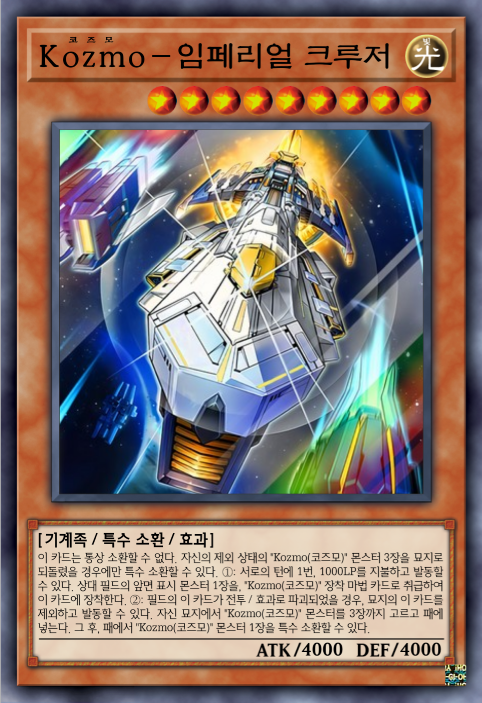 코즈모
Kozmo－임페리얼 크루저
빛
光
[기계족 / 특수 소환 / 효과]
이 카드는 통상 소환할 수 없다. 자신의 제외 상태의 "Kozmo(코즈모)" 몬스터 3장을 묘지로
되돌렸을 경우에만 특수 소환할 수 있다. ①: 서로의 턴에 1번, 1000LP를 지불하고 발동할
수 있다. 상대 필드의 앞면 표시 몬스터 1장을, "Kozmo(코즈모)" 장착 마법 카드로 취급하여
이 카드에 장착한다. ②: 필드의 이 카드가 전투 / 효과로 파괴되었을 경우, 묘지의 이 카드를
제외하고 발동할 수 있다. 자신 묘지에서 "Kozmo(코즈모)" 몬스터를 3장까지 고르고 패에
넣는다. 그 후, 패에서 "Kozmo(코즈모)" 몬스터 1장을 특수 소환할 수 있다.
ATK/4000 DEF/4000